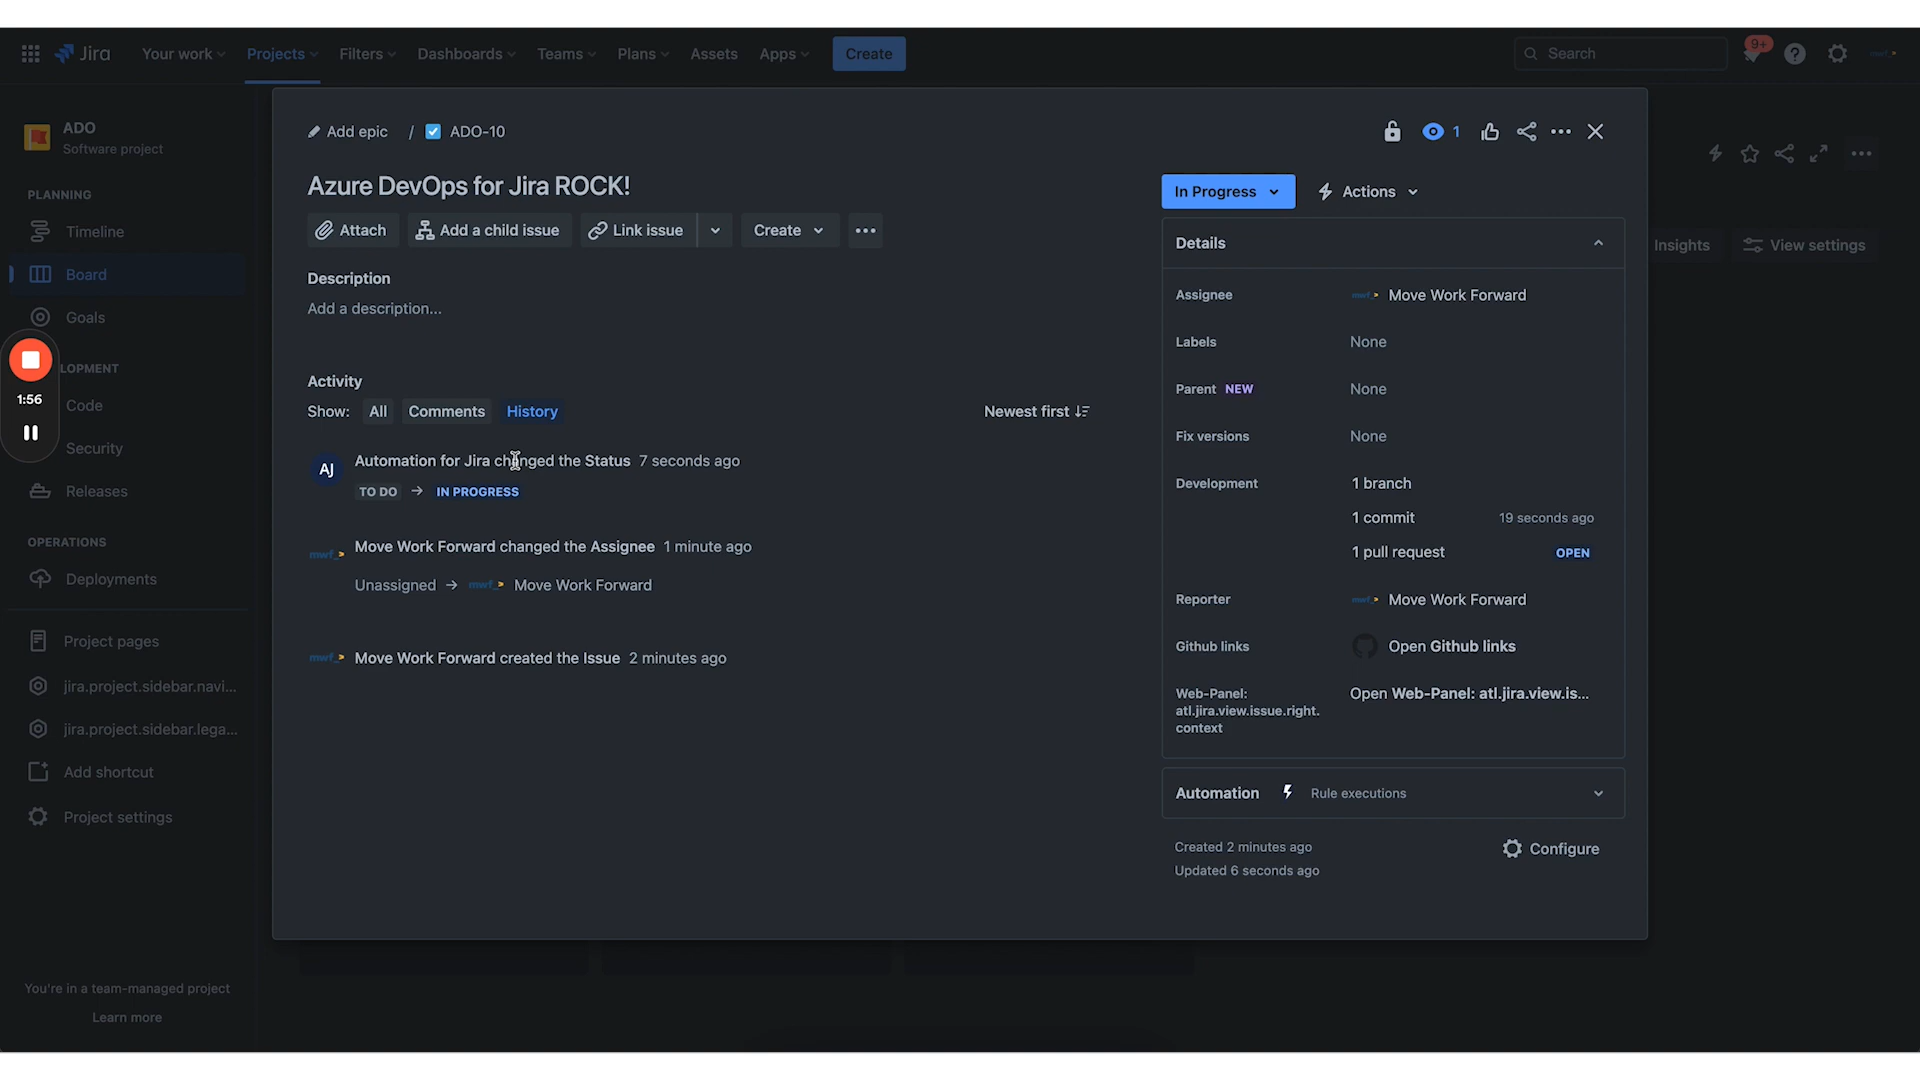 Jira
Your work
Projects
Filters
Dashboards
Teams
Plans
Assets
Apps
Create
Search
9+
ADO
Software project
PLANNING
Timeline
Board
Goals
LOPMENT
1:56
Code
Security
Releases
OPERATIONS
Deployments
Project pages
jira.project.sidebar.navi...
jira.project.sidebar.lega...
Add shortcut
Project settings
You're in a team-managed project
Learn more
Add epic / ADO-10
1
Azure DevOps for Jira ROCK!
Attach
Add a child issue
Link issue
Create
Description
Add a description...
Activity
Show: All Comments History
Newest first
AJ
Automation for Jira changed the Status 7 seconds ago
TO DO → IN PROGRESS
mwf_> Move Work Forward changed the Assignee 1 minute ago
Unassigned → mwf_> Move Work Forward
mwf_> Move Work Forward created the Issue 2 minutes ago
In Progress
Actions
Details
Assignee mwf_> Move Work Forward
Labels None
Parent NEW None
Fix versions None
Development 1 branch
1 commit 19 seconds ago
1 pull request OPEN
Reporter mwf_> Move Work Forward
Github links Open Github links
Web-Panel: Open Web-Panel: atl.jira.view.is...
atl.jira.view.issue.right.
context
Automation Rule executions
Created 2 minutes ago
Configure
Updated 6 seconds ago
Insights
View settings